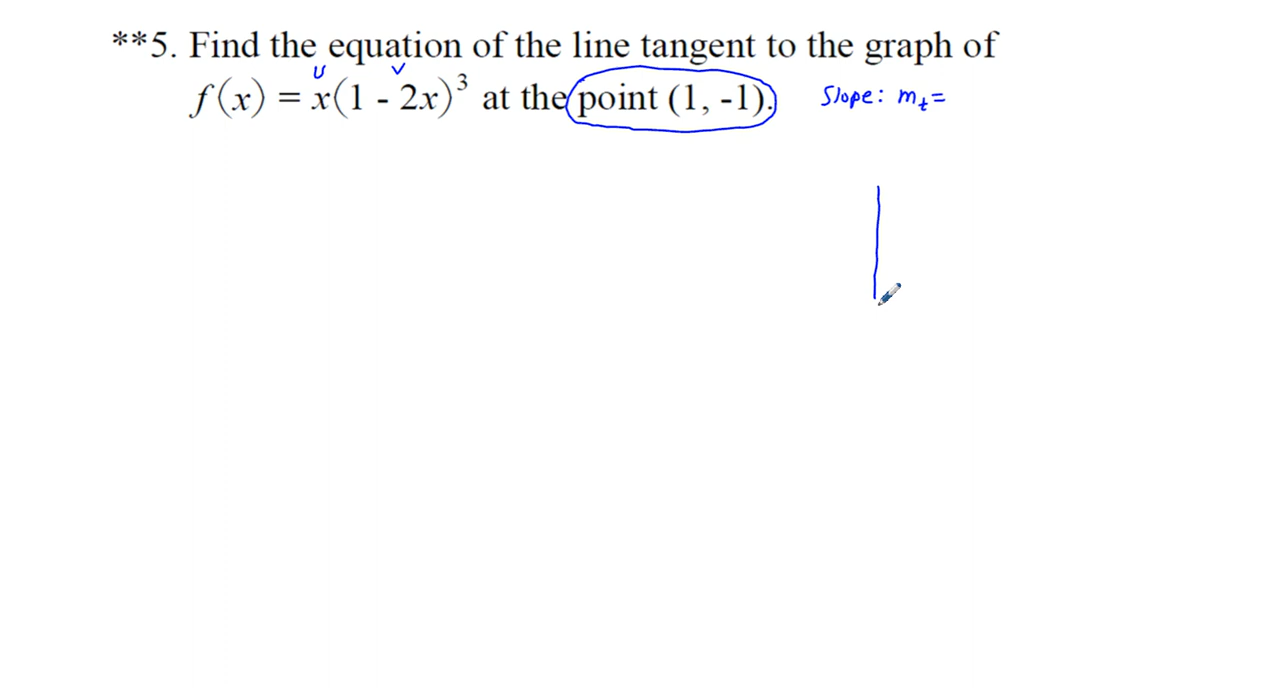 **5. Find the equation of the line tangent to the graph of
u v
f(x) = x(1 - 2x)³ at the point (1, -1). Slope: mₜ=